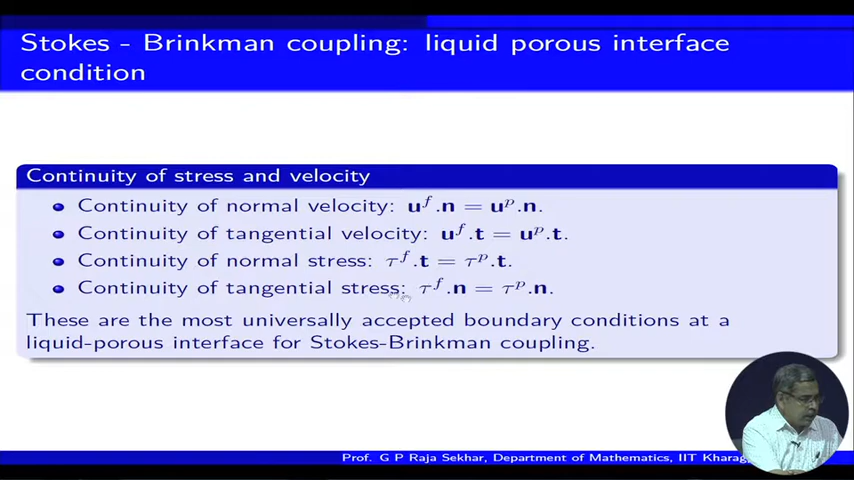 Stokes - Brinkman coupling: liquid porous interface
condition
Continuity of stress and velocity
Continuity of normal velocity: u^f.n = u^p.n.
Continuity of tangential velocity: u^f.t = u^p.t.
Continuity of normal stress: τ^f.t = τ^p.t.
Continuity of tangential stress: τ^f.n = τ^p.n.
These are the most universally accepted boundary conditions at a
liquid-porous interface for Stokes-Brinkman coupling.
Prof. G P Raja Sekhar, Department of Mathematics, IIT